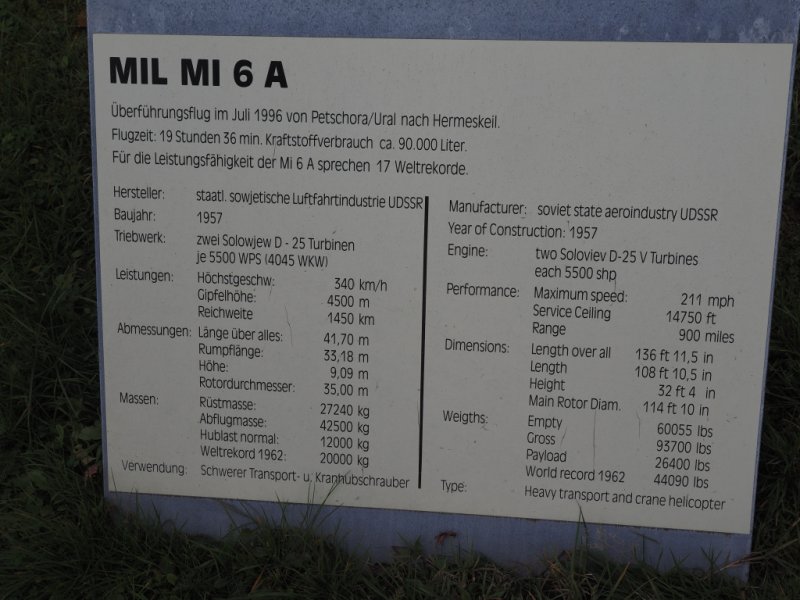 MIL MI 6 A
Überführungsflug im Juli 1996 von Petschora/Ural nach Hermeskeil.
Flugzeit: 19 Stunden 36 min. Kraftstoffverbrauch ca. 90.000 Liter.
Für die Leistungsfähigkeit der Mi 6 A sprechen 17 Weltrekorde.
Hersteller: staatl. sowjetische Luftfahrtindustrie UDSSR
Baujahr: 1957
Triebwerk: zwei Solowjew D - 25 Turbinen
je 5500 WPS (4045 WKW)
Leistungen: Höchstgeschw: 340 km/h
Gipfelhöhe: 4500 m
Reichweite 1450 km
Abmessungen: Länge über alles: 41,70 m
Rumpflänge: 33,18 m
Höhe: 9,09 m
Rotordurchmesser: 35,00 m
Massen: Rüstmasse: 27240 kg
Abflugmasse: 42500 kg
Hublast normal: 12000 kg
Weltrekord 1962: 20000 kg
Verwendung: Schwerer Transport- u. Kranhubschrauber
Manufacturer: soviet state aeroindustry UDSSR
Year of Construction: 1957
Engine: two Soloviev D-25 V Turbines
each 5500 shp
Performance: Maximum speed: 211 mph
Service Ceiling 14750 ft
Range 900 miles
Dimensions: Length over all 136 ft 11,5 in
Length 108 ft 10,5 in
Height 32 ft 4 in
Main Rotor Diam. 114 ft 10 in
Weigths: Empty 60055 lbs
Gross 93700 lbs
Payload 26400 lbs
World record 1962 44090 lbs
Type: Heavy transport and crane helicopter